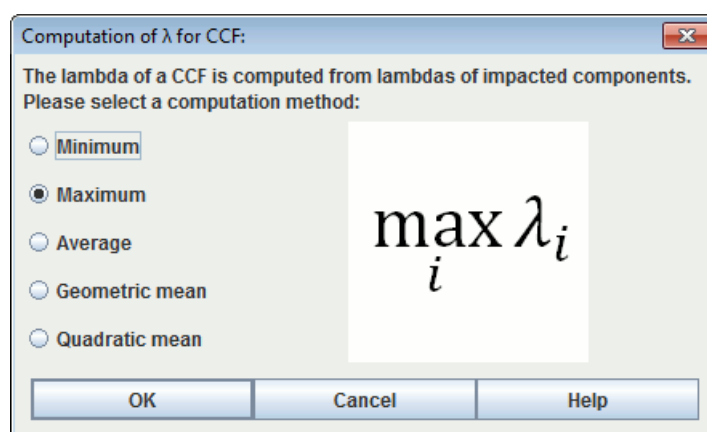 Computation of λ for CCF:
The lambda of a CCF is computed from lambdas of impacted components.
Please select a computation method:
Minimum
Maximum
Average
Geometric mean
Quadratic mean
max λi
i
OK
Cancel
Help